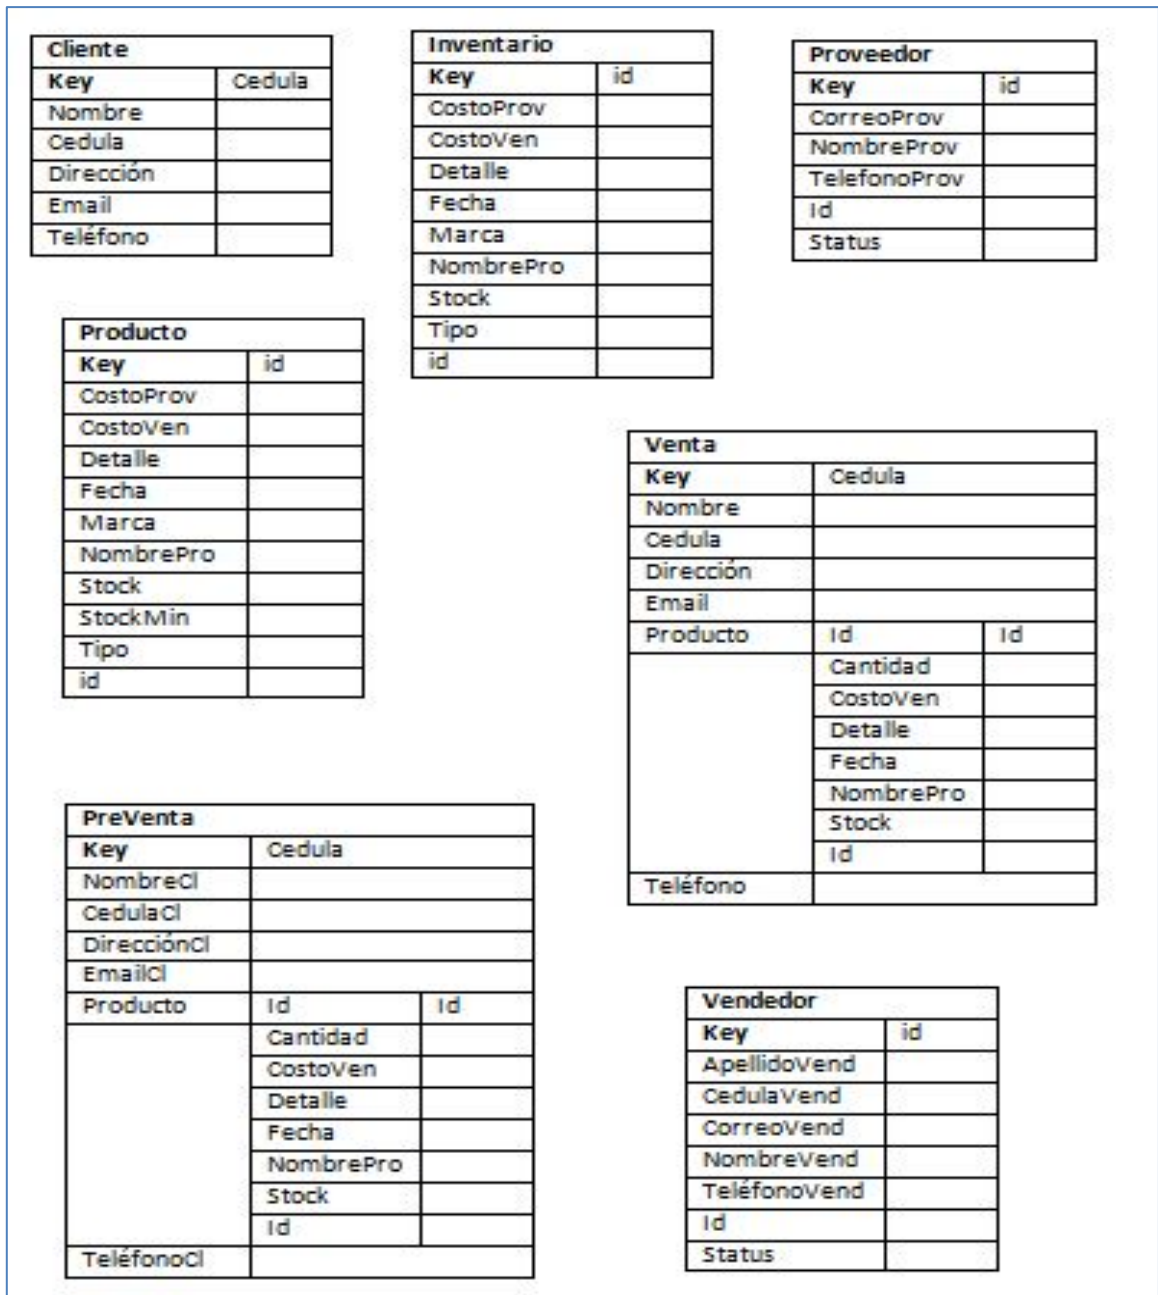 Cliente
Key Cedula
Nombre
Cedula
Dirección
Email
Teléfono
Inventario
Key id
CostoProv
CostoVen
Detalle
Fecha
Marca
NombrePro
Stock
Tipo
id
Proveedor
Key id
CorreoProv
NombreProv
TelefonoProv
Id
Status
Producto
Key id
CostoProv
CostoVen
Detalle
Fecha
Marca
NombrePro
Stock
StockMin
Tipo
id
Venta
Key Cedula
Nombre
Cedula
Dirección
Email
Producto Id Id
Cantidad
CostoVen
Detalle
Fecha
NombrePro
Stock
Id
Teléfono
PreVenta
Key Cedula
NombreCl
CedulaCl
DirecciónCl
EmailCl
Producto Id Id
Cantidad
CostoVen
Detalle
Fecha
NombrePro
Stock
Id
TeléfonoCl
Vendedor
Key id
ApellidoVend
CedulaVend
CorreoVend
NombreVend
TeléfonoVend
Id
Status